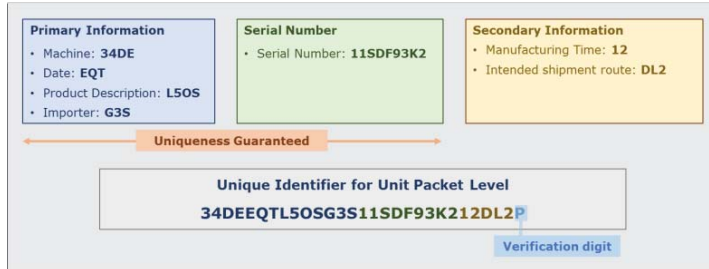 Primary Information
• Machine: 34DE
• Date: EQT
• Product Description: L5OS
• Importer: G3S
Serial Number
• Serial Number: 11SDF93K2
Secondary Information
• Manufacturing Time: 12
• Intended shipment route: DL2
Uniqueness Guaranteed
Unique Identifier for Unit Packet Level
34DEEQTL5OSG3S11SDF93K212DL2P
Verification digit